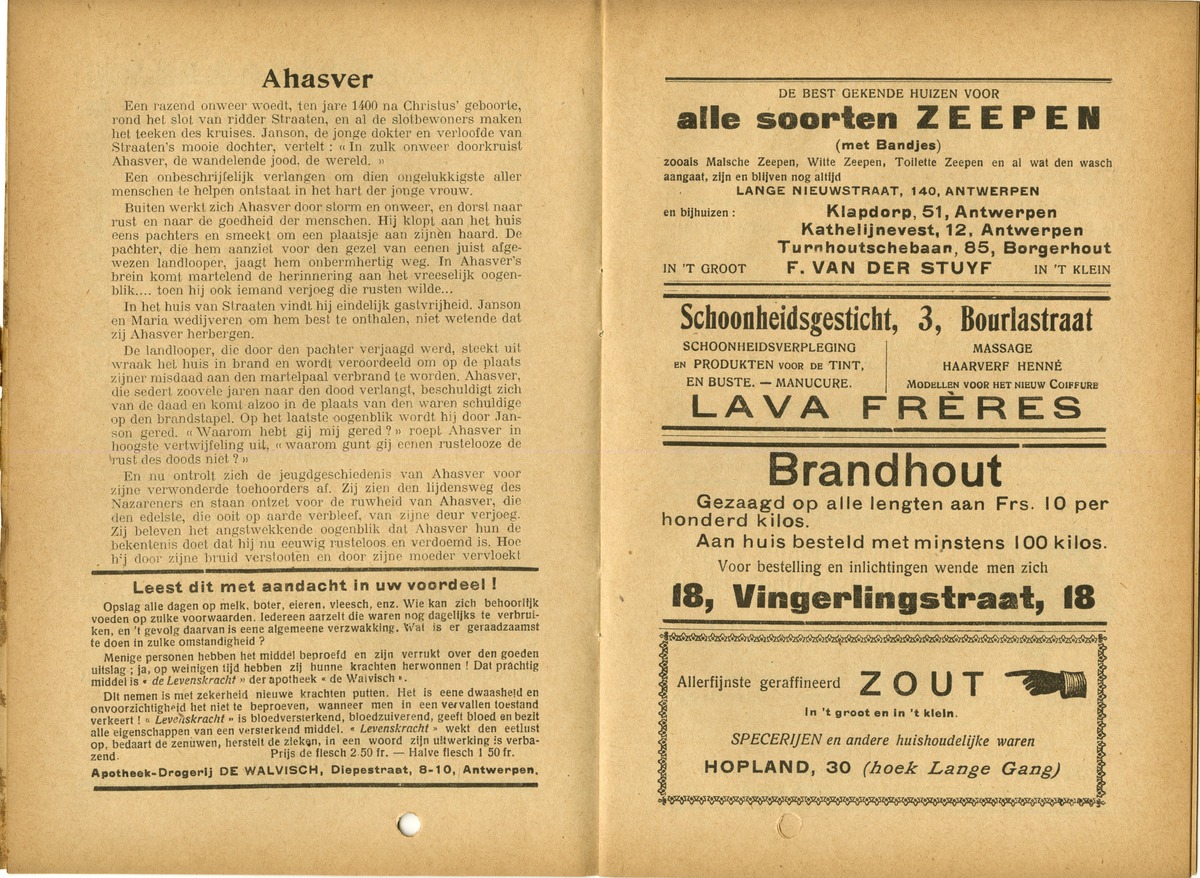 Ahasver
Een razend onweer woedt, ten jare 1400 na Christus' geboorte,
rond het slot van ridder Straaten, en al de slotbewoners maken
het teeken des kruises. Janson, de jonge dokter en verloofde van
Straaten's mooie dochter, vertelt : « In zulk onweer doorkruist
Ahasver, de wandelende jood, de wereld. »
Een onbeschrijfelijk verlangen om dien ongelukkigste aller
menschen te helpen ontstaat in het hart der jonge vrouw.
Buiten werkt zich Ahasver door storm en onweer, en dorst naar
rust en naar de goedheid der menschen. Hij klopt aan het huis
eens pachters en smeekt om een plaatsje aan zijnen haard. De
pachter, die hem aanziet voor den gezel van eenen juist afge-
wezen landlooper, jaagt hem onbermhertig weg. In Ahasver's
brein komt martelend de herinnering aan het vreeselijk oogen-
blik.... toen hij ook iemand verjoeg die rusten wilde...
In het huis van Straaten vindt hij eindelijk gastvrijheid. Janson
en Maria wedijveren om hem best te onthalen, niet wetende dat
zij Ahasver herbergen.
De landlooper, die door den pachter verjaagd werd, steekt uit
wraak het huis in brand en wordt veroordeeld om op de plaats
zijner misdaad aan den martelpaal verbrand te worden. Ahasver,
die sedert zoovele jaren naar den dood verlangt, beschuldigt zich
van de daad en komt alzoo in de plaats van den waren schuldige
op den brandstapel. Op het laatste oogenblik wordt hij door Jan-
son gered. « Waarom hebt gij mij gered ? » roept Ahasver in
hoogste vertwijfeling uit, « waarom gunt gij eenen rustelooze de
rust des doods niet ? »
En nu ontrolt zich de jeugdgeschiedenis van Ahasver voor
zijne verwonderde toehoorders af. Zij zien den lijdensweg des
Nazareners en staan ontzet voor de ruwheid van Ahasver, die
den edelste, die ooit op aarde verbleef, van zijne deur verjoeg.
Zij beleven het angstwekkende oogenblik dat Ahasver hun de
bekentenis doet dat hij nu eeuwig rusteloos en verdoemd is. Hoe
hij door zijne bruid verstooten en door zijne moeder vervloekt
Leest dit met aandacht in uw voordeel !
Opslag alle dagen op melk, boter, eieren, vleesch, enz. Wie kan zich behoorlijk
voeden op zulke voorwaarden. Iedereen aarzelt die waren nog dagelijks te verbrui-
ken, en 't gevolg daarvan is eene algemeene verzwakking. Wat is er geraadzaamst
te doen in zulke omstandigheid ?
Menige personen hebben het middel beproefd en zijn verrukt over den goeden
uitslag ; ja, op weinigen tijd hebben zij hunne krachten herwonnen ! Dat prachtig
middel is « de Levenskracht » der apotheek « de Walvisch ».
Dit nemen is met zekerheid nieuwe krachten putten. Het is eene dwaasheid en
onvoorzichtigheid het niet te beproeven, wanneer men in een vervallen toestand
verkeert ! « Levenskracht » is bloedversterkend, bloedzuiverend, geeft bloed en bezit
alle eigenschappen van een versterkend middel. « Levenskracht » wekt den eetlust
op, bedaart de zenuwen, herstelt de zieken, in een woord zijn uitwerking is verba-
zend. Prijs de flesch 2.50 fr. — Halve flesch 1 50 fr.
Apotheek-Drogerij DE WALVISCH, Diepestraat, 8-10, Antwerpen.
DE BEST GEKENDE HUIZEN VOOR
alle soorten ZEEPEN
(met Bandjes)
zooals Malsche Zeepen, Witte Zeepen, Toilette Zeepen en al wat den wasch
aangaat, zijn en blijven nog altijd
LANGE NIEUWSTRAAT, 140, ANTWERPEN
en bijhuizen : Klapdorp, 51, Antwerpen
Kathelijnevest, 12, Antwerpen
Turnhoutschebaan, 85, Borgerhout
IN 'T GROOT F. VAN DER STUYF IN 'T KLEIN
Schoonheidsgesticht, 3, Bourlastraat
SCHOONHEIDSVERPLEGING
EN PRODUKTEN VOOR DE TINT,
EN BUSTE. — MANUCURE.
MASSAGE
HAARVERF HENNÉ
MODELLEN VOOR HET NIEUW COIFFURE
LAVA FRÈRES
Brandhout
Gezaagd op alle lengten aan Frs. 10 per
honderd kilos.
Aan huis besteld met minstens 100 kilos.
Voor bestelling en inlichtingen wende men zich
18, Vingerlingstraat, 18
Allerfijnste geraffineerd ZOUT
In 't groot en in 't klein.
SPECERIJEN en andere huishoudelijke waren
HOPLAND, 30 (hoek Lange Gang)